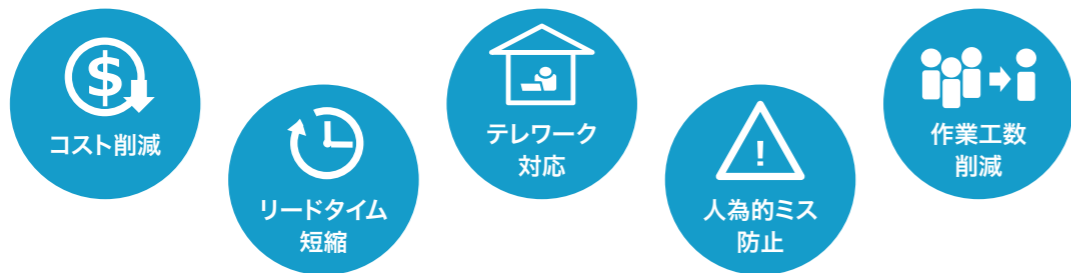 $
コスト削減
リードタイム
短縮
テレワーク
対応
!
人為的ミス
防止
作業工数
削減